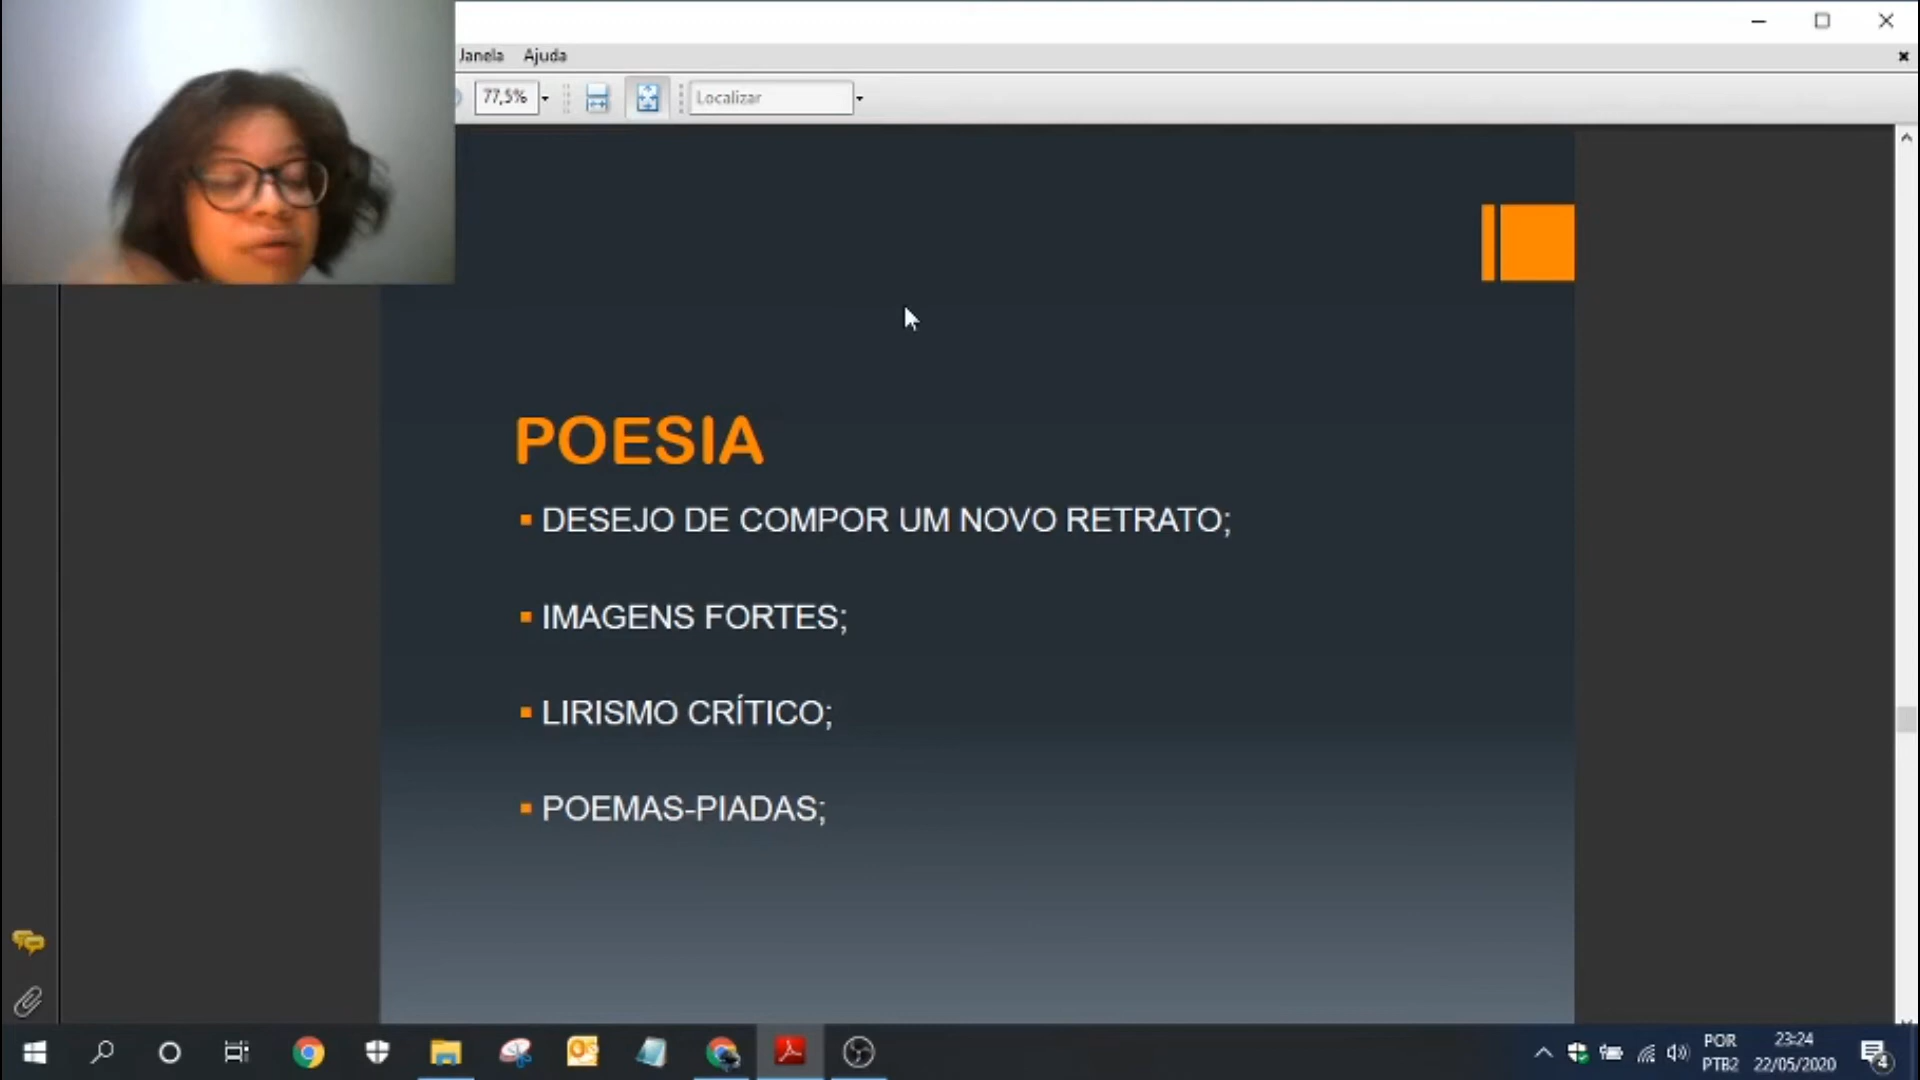 Janela Ajuda
77,5% Localizar
POESIA
DESEJO DE COMPOR UM NOVO RETRATO;
IMAGENS FORTES;
LIRISMO CRÍTICO;
POEMAS-PIADAS;
POR 23:24
PTB2 22/05/2020 4